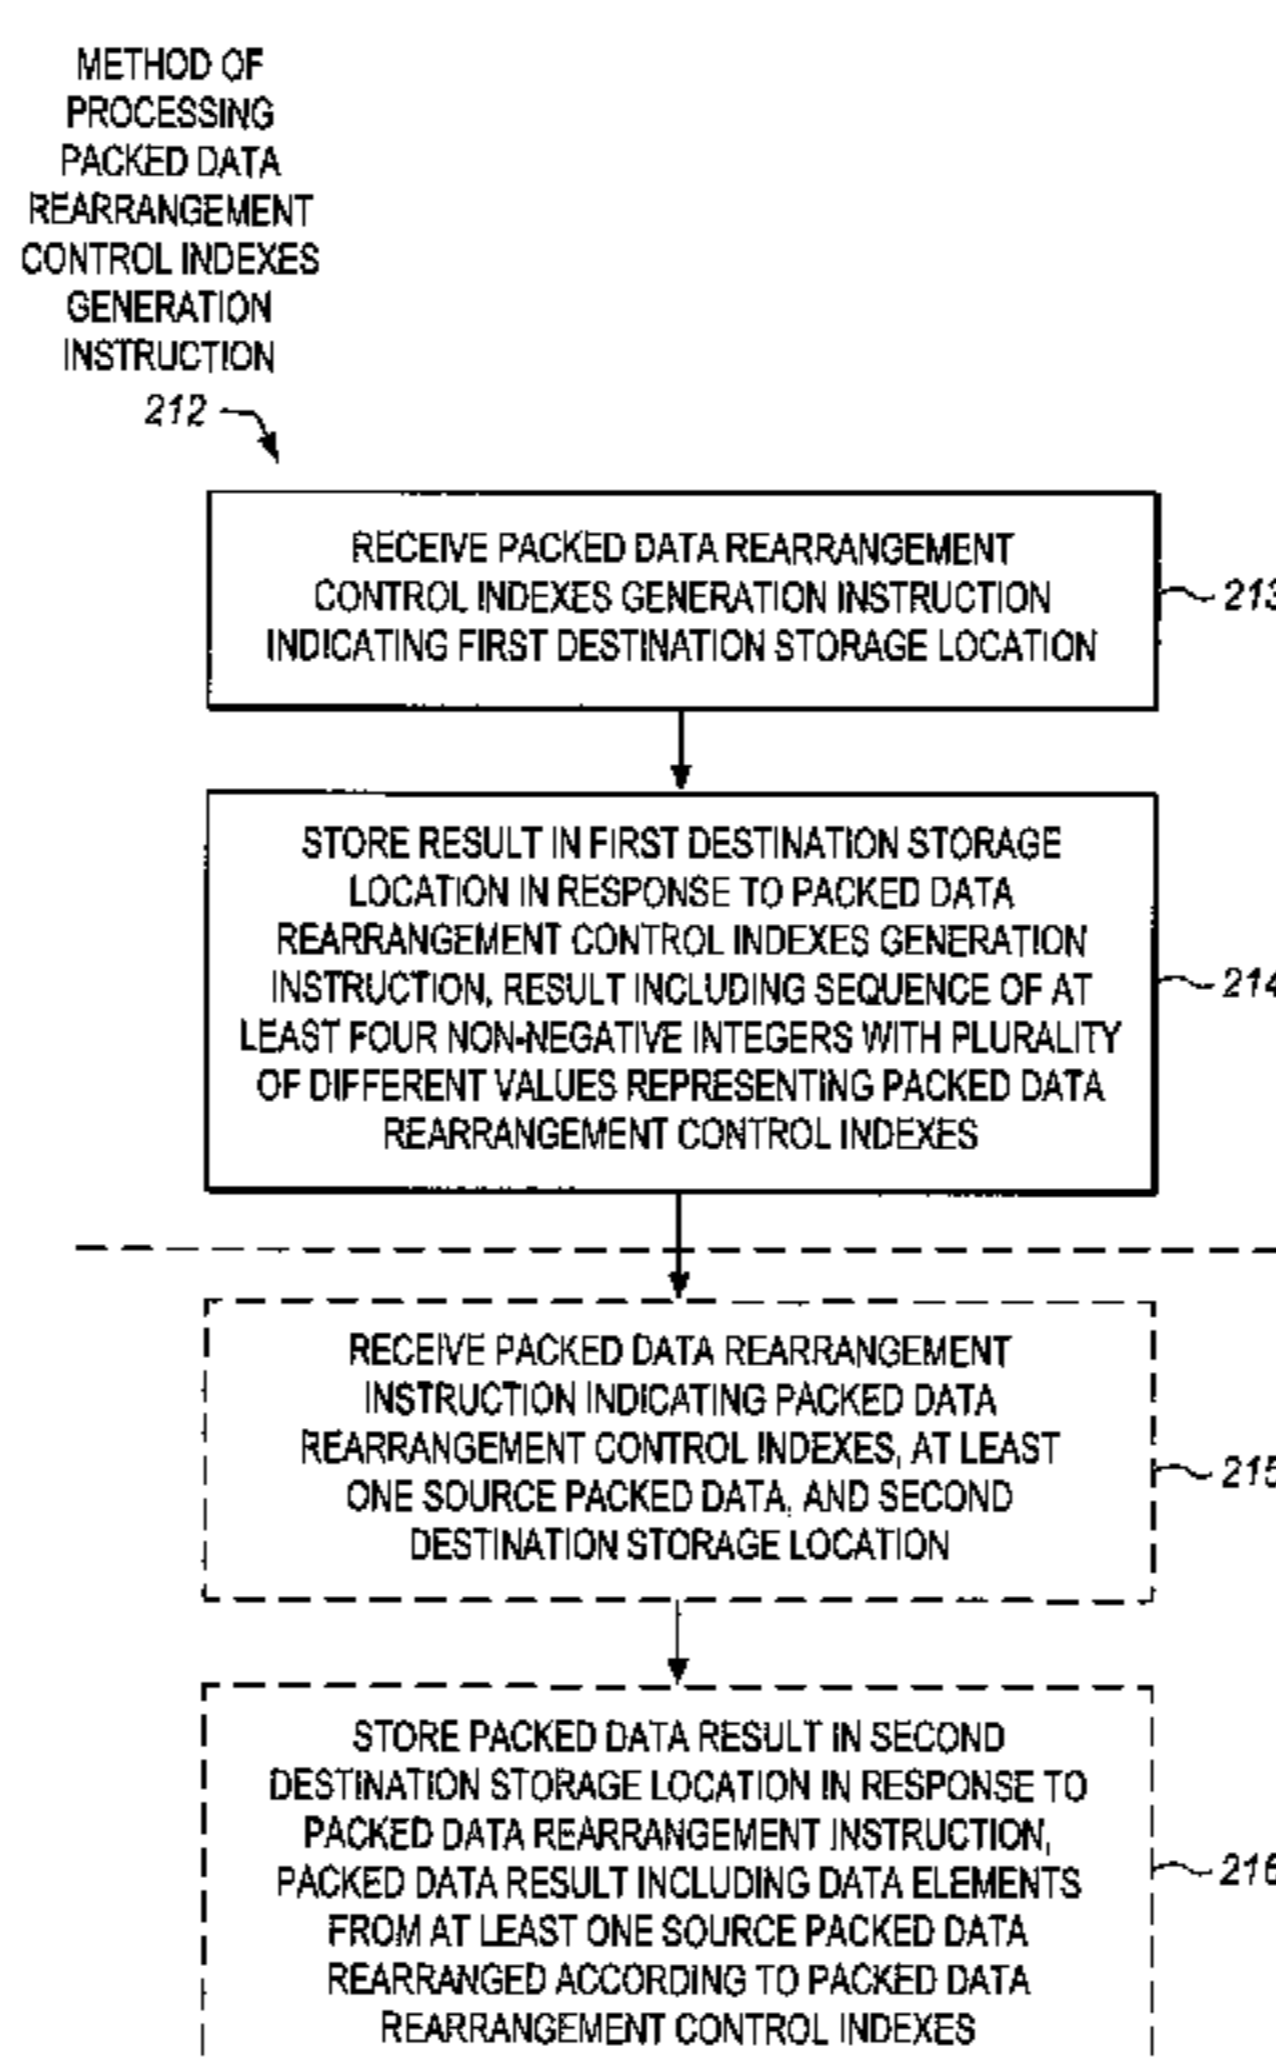 METHOD OF
PROCESSING
PACKED DATA
REARRANGEMENT
CONTROL INDEXES
GENERATION
INSTRUCTION
212
RECEIVE PACKED DATA REARRANGEMENT
CONTROL INDEXES GENERATION INSTRUCTION
INDICATING FIRST DESTINATION STORAGE LOCATION
213
STORE RESULT IN FIRST DESTINATION STORAGE
LOCATION IN RESPONSE TO PACKED DATA
REARRANGEMENT CONTROL INDEXES GENERATION
INSTRUCTION, RESULT INCLUDING SEQUENCE OF AT
LEAST FOUR NON-NEGATIVE INTEGERS WITH PLURALITY
OF DIFFERENT VALUES REPRESENTING PACKED DATA
REARRANGEMENT CONTROL INDEXES
214
RECEIVE PACKED DATA REARRANGEMENT
INSTRUCTION INDICATING PACKED DATA
REARRANGEMENT CONTROL INDEXES, AT LEAST
ONE SOURCE PACKED DATA, AND SECOND
DESTINATION STORAGE LOCATION
215
STORE PACKED DATA RESULT IN SECOND
DESTINATION STORAGE LOCATION IN RESPONSE TO
PACKED DATA REARRANGEMENT INSTRUCTION,
PACKED DATA RESULT INCLUDING DATA ELEMENTS
FROM AT LEAST ONE SOURCE PACKED DATA
REARRANGED ACCORDING TO PACKED DATA
REARRANGEMENT CONTROL INDEXES
216